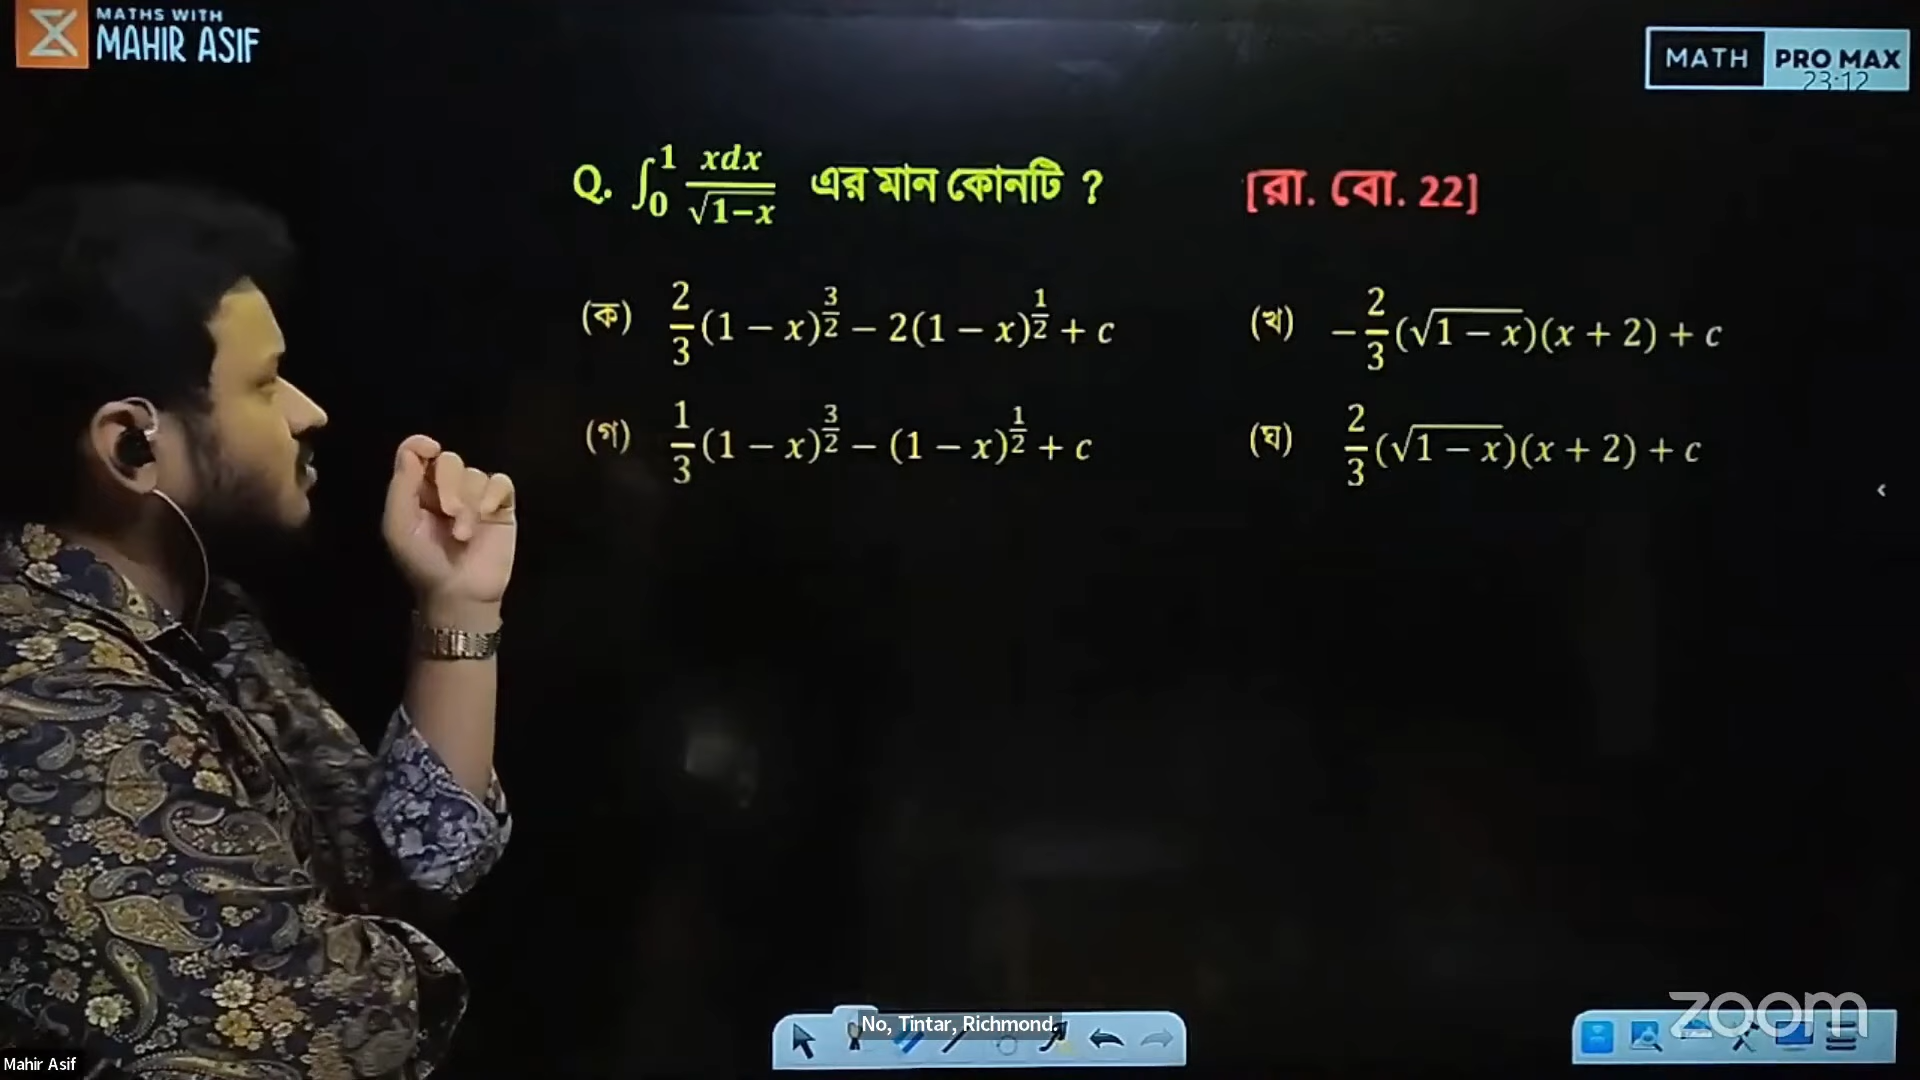 MATHS WITH
MAHIR ASIF
MATH PRO MAX
23:12
Q. ∫₀¹ xdx/√(1−x) এর মান কোনটি ? [রা. বো. 22]
(ক) 2/3(1 − x)^(3/2) − 2(1 − x)^(1/2) + c
(খ) −2/3(√(1 − x))(x + 2) + c
(গ) 1/3(1 − x)^(3/2) − (1 − x)^(1/2) + c
(ঘ) 2/3(√(1 − x))(x + 2) + c
zoom
No, Tintar, Richmond.
Mahir Asif